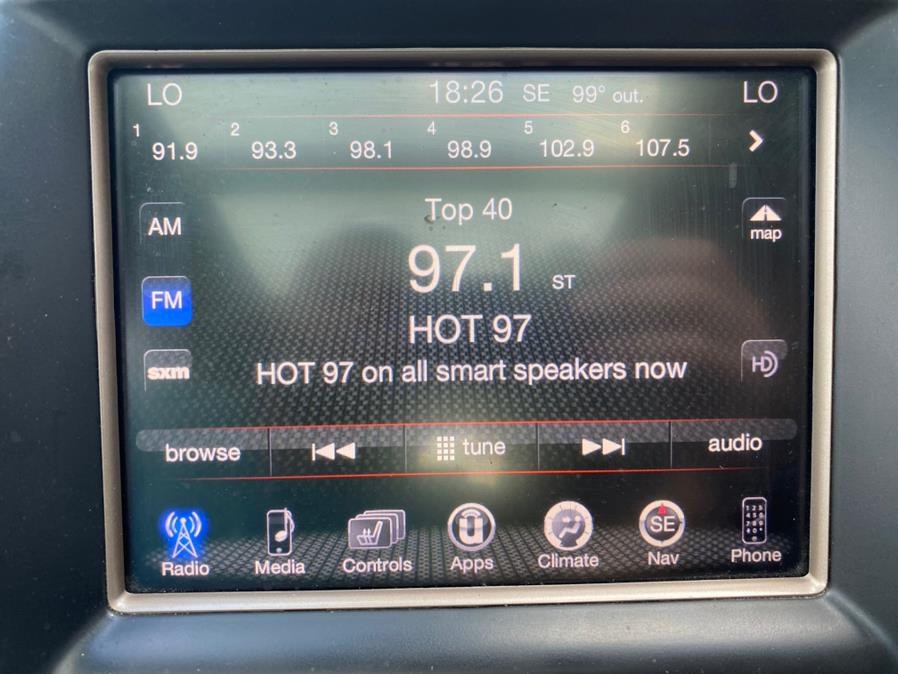 LO 18:26 SE 99° out. LO
1 2 3 4 5 6
91.9 93.3 98.1 98.9 102.9 107.5
Top 40
AM
map
97.1 ST
FM
HOT 97
HOT 97 on all smart speakers now
sxm
HD
browse tune audio
SE
Radio Media Controls Apps Climate Nav Phone